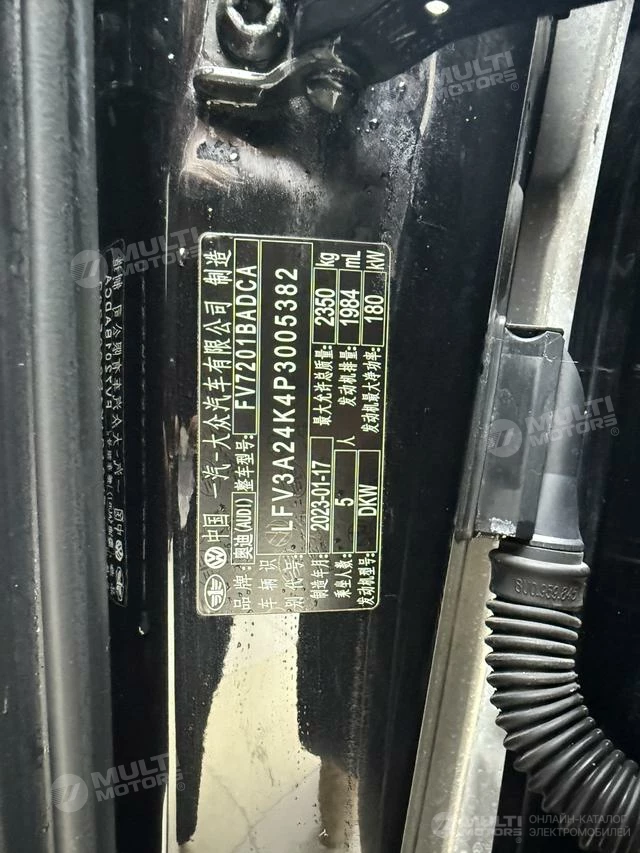 中国 一汽-大众汽车有限公司 制造
品牌: 奥迪(AUDI) 整车型号: FV7201BADCA
车辆识别代号: LFV3A24K4P3005382
制造年月: 2023-01-17 最大允许总质量: 2350 kg
乘坐人数: 5 人 发动机排量: 1984 mL
发动机型号: DKW 发动机最大净功率: 180 kW
MULTI MOTORS
MULTI MOTORS
MULTI MOTORS
MULTI MOTORS
MULTI MOTORS
MULTI MOTORS
ОНЛАЙН-КАТАЛОГ
ЭЛЕКТРОМОБИЛЕЙ